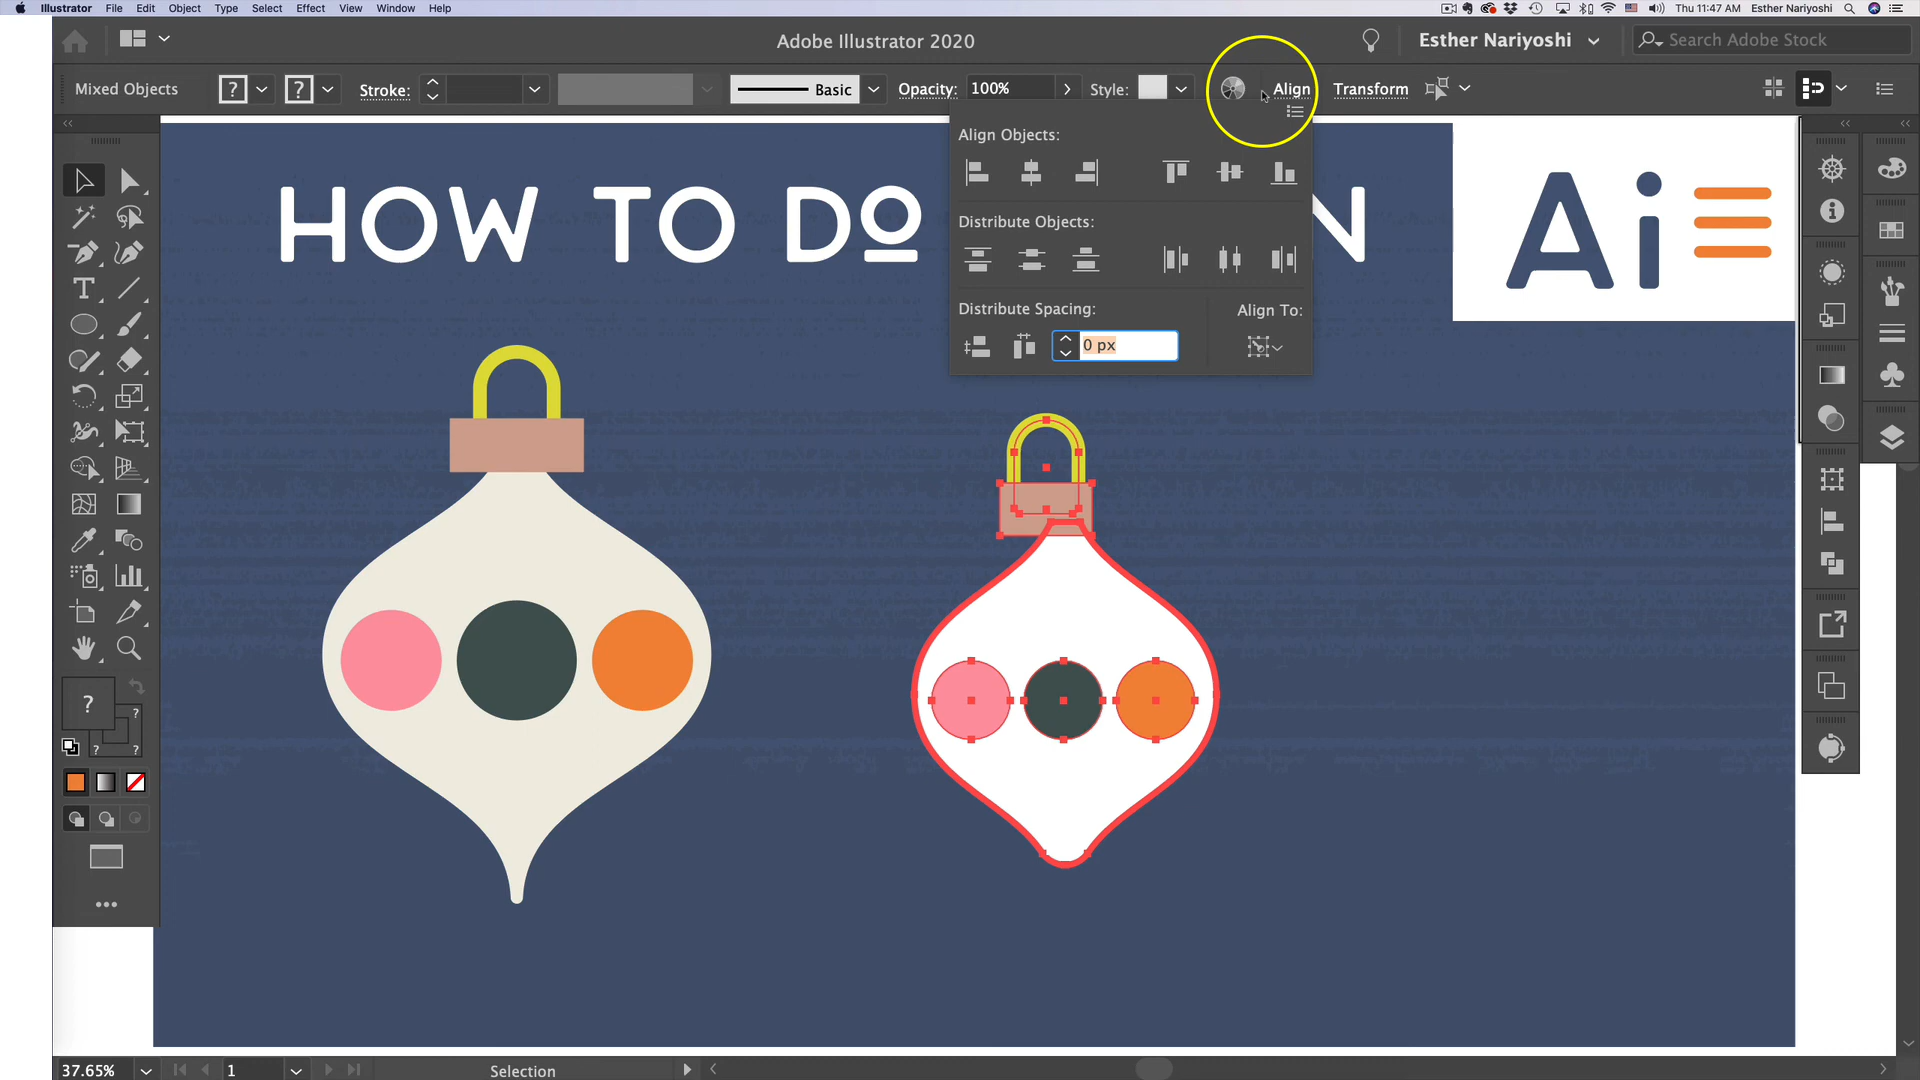 Illustrator File Edit Object Type Select Effect View Window Help
Thu 11:47 AM Esther Nariyoshi
Adobe Illustrator 2020
Esther Nariyoshi
Search Adobe Stock
Mixed Objects ? ? Stroke: Basic Opacity: 100% Style: Align Transform
Align Objects:
Distribute Objects:
Distribute Spacing:
Align To:
0 px
HOW TO DO
N
Ai
T
?
?
? ?
37.65% 1 Selection